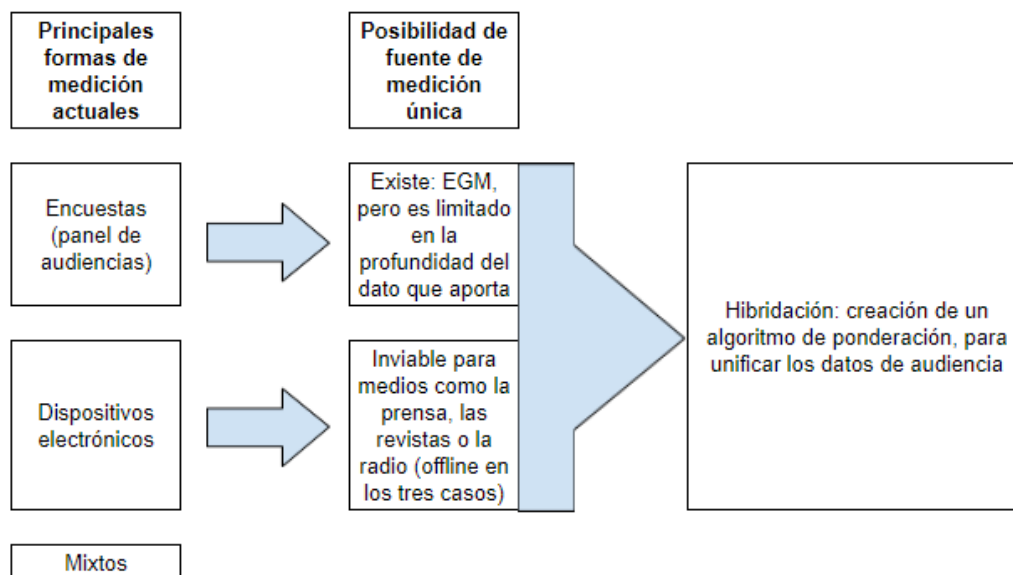 Principales
formas de
medición
actuales
Posibilidad de
fuente de
medición
única
Encuestas
(panel de
audiencias)
Existe: EGM,
pero es limitado
en la
profundidad del
dato que aporta
Hibridación: creación de un
algoritmo de ponderación, para
unificar los datos de audiencia
Dispositivos
electrónicos
Inviable para
medios como la
prensa, las
revistas o la
radio (offline en
los tres casos)
Mixtos